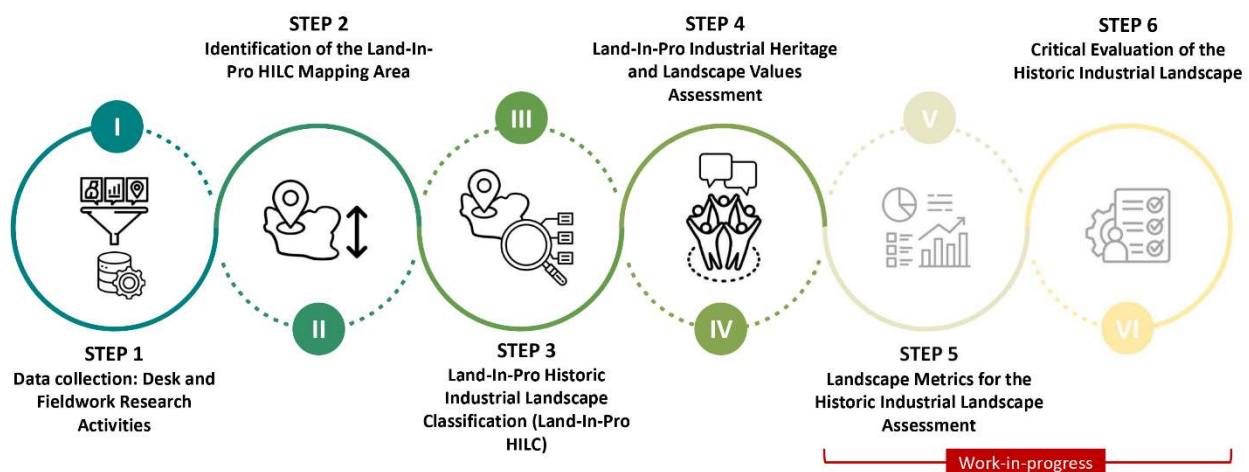 STEP 2
Identification of the Land-In-
Pro HILC Mapping Area
STEP 4
Land-In-Pro Industrial Heritage
and Landscape Values
Assessment
STEP 6
Critical Evaluation of the
Historic Industrial Landscape
I
III
V
II
IV
VI
STEP 1
Data collection: Desk and
Fieldwork Research
Activities
STEP 3
Land-In-Pro Historic
Industrial Landscape
Classification (Land-In-Pro
HILC)
STEP 5
Landscape Metrics for the
Historic Industrial Landscape
Assessment
Work-in-progress